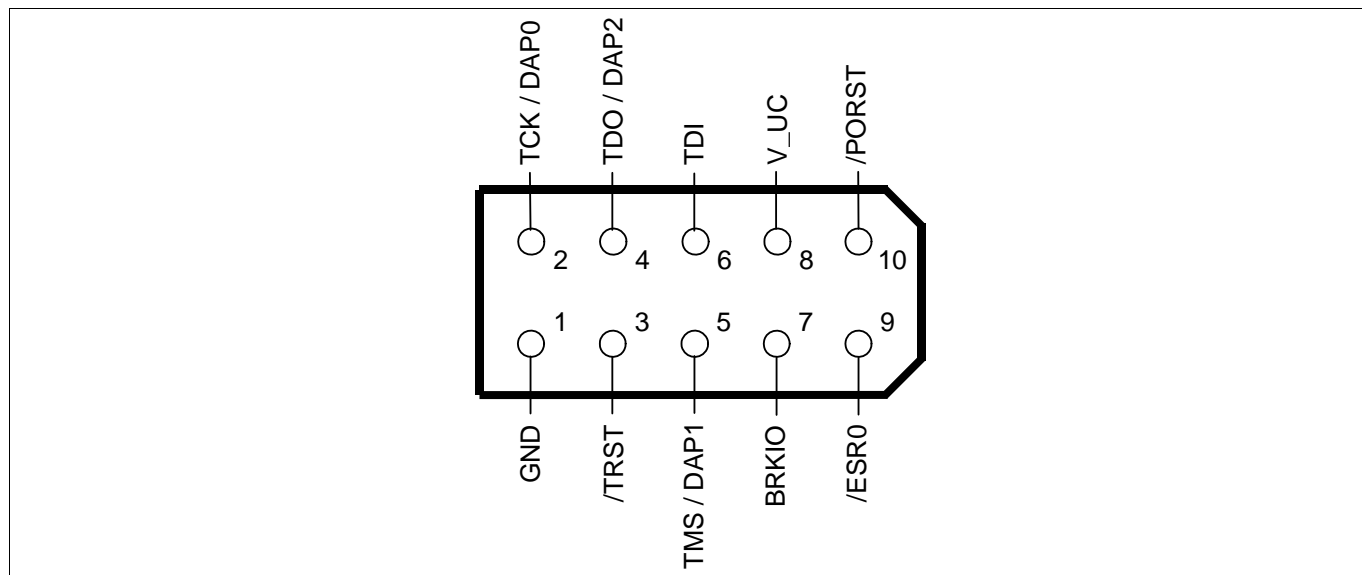 TCK / DAP0
TDO / DAP2
TDI
V_UC
/PORST
2
4
6
8
10
1
3
5
7
9
GND
/TRST
TMS / DAP1
BRKIO
/ESR0